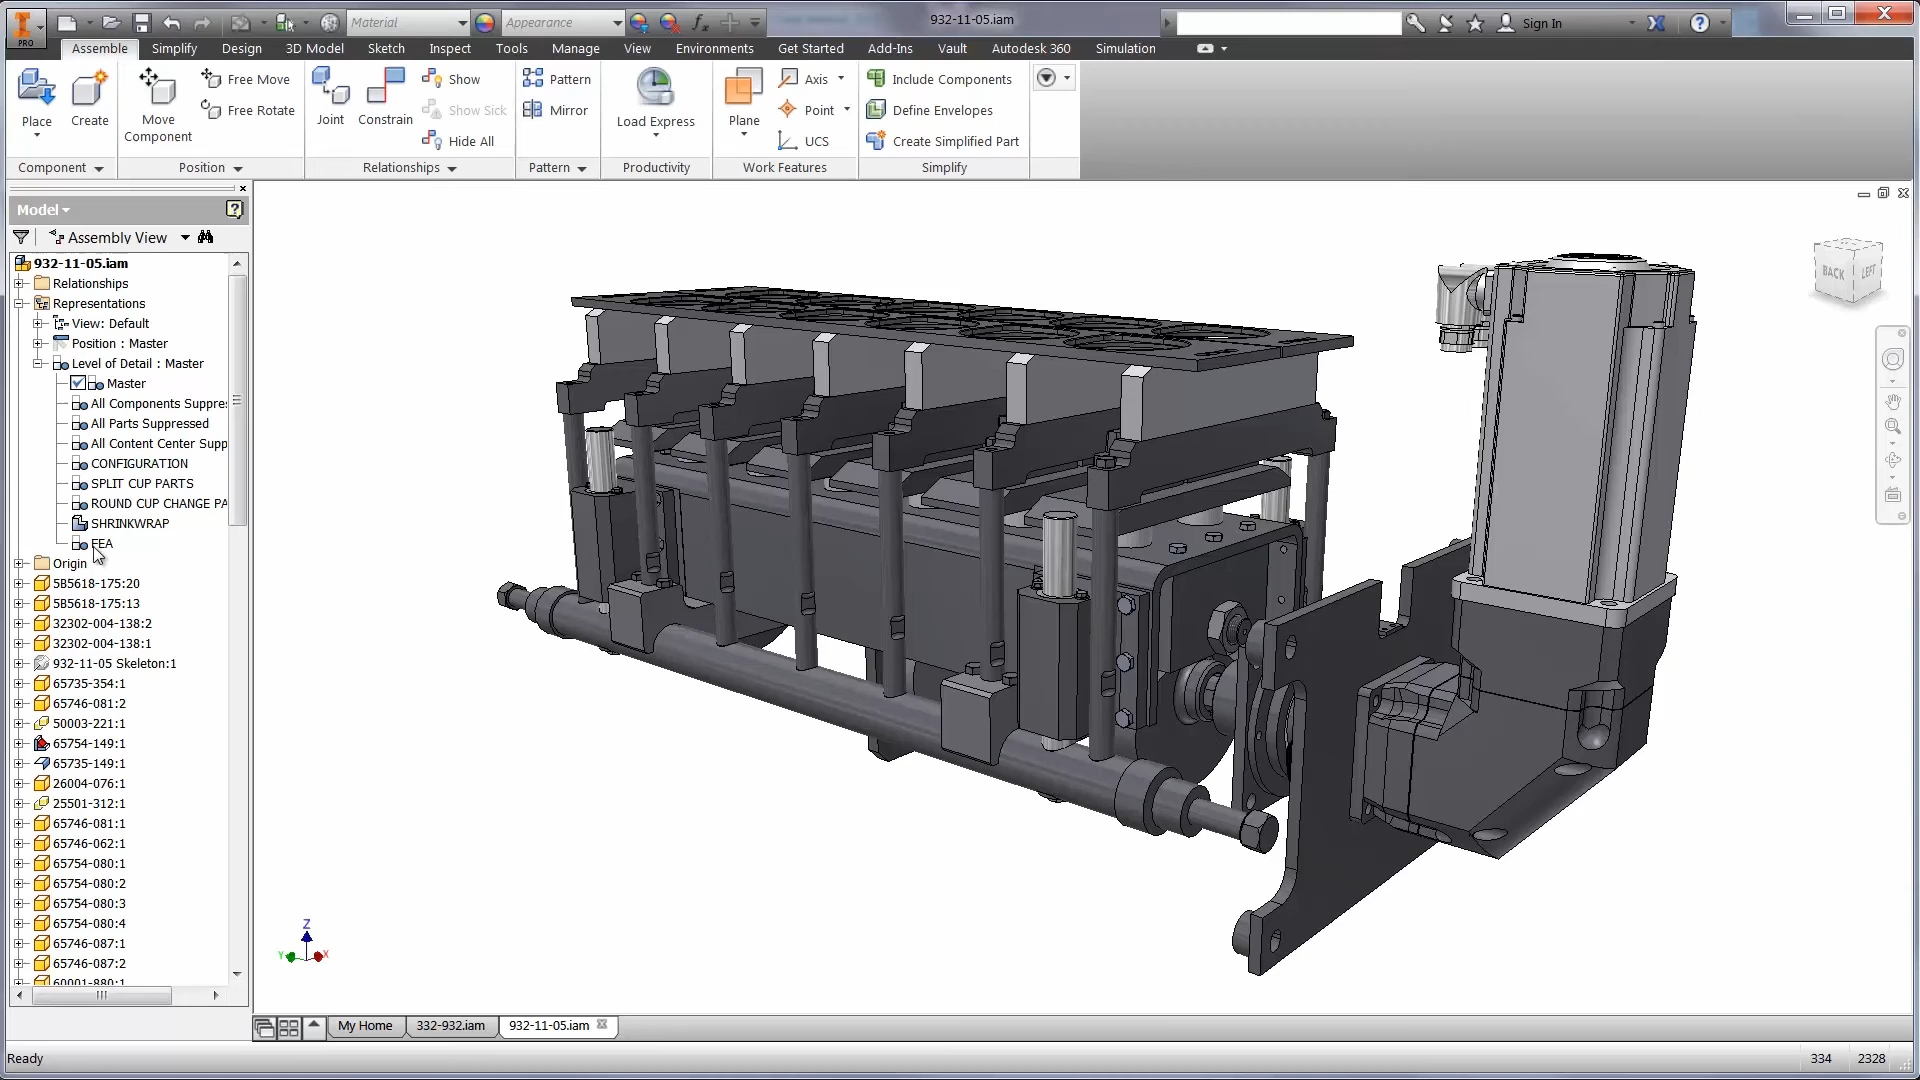 Material
Appearance
932-11-05.iam
Sign In
PRO
Assemble Simplify Design 3D Model Sketch Inspect Tools Manage View Environments Get Started Add-Ins Vault Autodesk 360 Simulation
Place
Create
Move
Component
Free Move
Free Rotate
Joint
Constrain
Show
Show Sick
Hide All
Pattern
Mirror
Load Express
Plane
Axis
Point
UCS
Include Components
Define Envelopes
Create Simplified Part
Component Position Relationships Pattern Productivity Work Features Simplify
Model
Assembly View
932-11-05.iam
Relationships
Representations
View: Default
Position : Master
Level of Detail : Master
Master
All Components Suppre
All Parts Suppressed
All Content Center Supp
CONFIGURATION
SPLIT CUP PARTS
ROUND CUP CHANGE PA
SHRINKWRAP
FEA
Origin
5B5618-175:20
5B5618-175:13
32302-004-138:2
32302-004-138:1
932-11-05 Skeleton:1
65735-354:1
65746-081:2
50003-221:1
65754-149:1
65735-149:1
26004-076:1
25501-312:1
65746-081:1
65746-062:1
65754-080:1
65754-080:2
65754-080:3
65754-080:4
65746-087:1
65746-087:2
60001-880:1
BACK LEFT
Z
Y X
My Home 332-932.iam 932-11-05.iam
Ready 334 2328